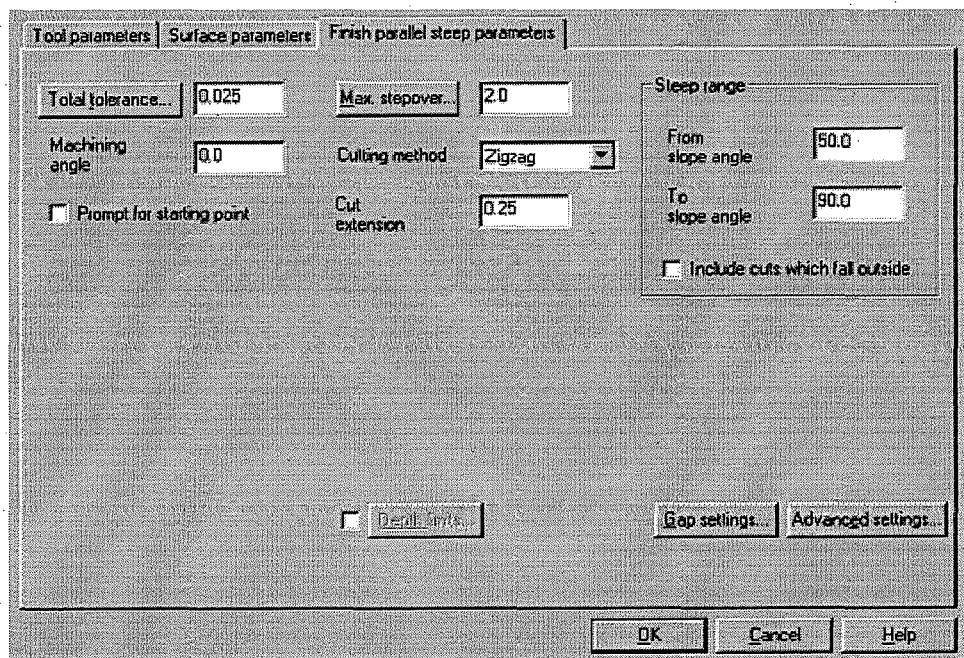 Tool parameters Surface parameters Finish parallel steep parameters
Total tolerance... 0.025 Max. stepover... 2.0 Steep range
Machining angle 0.0 Cutting method Zigzag From slope angle 50.0
Prompt for starting point Cut extension 0.25 To slope angle 90.0
Include cuts which fall outside
Depth limits... Gap settings... Advanced settings...
OK Cancel Help